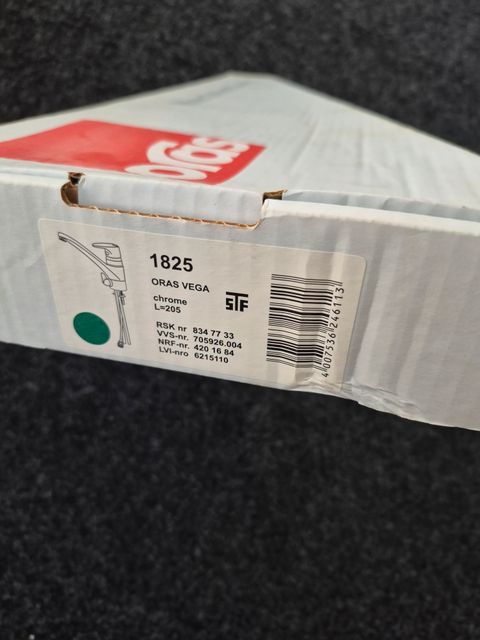 oras
1825
ORAS VEGA
chrome
L=205
STF
RSK nr 834 77 33
VVS-nr. 705926.004
NRF-nr. 420 16 84
LVI-nro 6215110
4 007536 246113